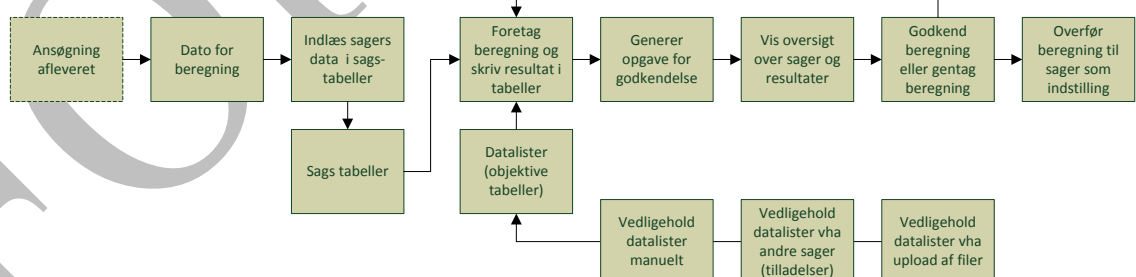 Ansøgning
afleveret
Dato for
beregning
Indlæs sagers
data i sags-
tabeller
Foretag
beregning og
skriv resultat i
tabeller
Generer
opgave for
godkendelse
Vis oversigt
over sager og
resultater
Godkend
beregning
eller gentag
beregning
Overfør
beregning til
sager som
indstilling
Sags tabeller
Datalister
(objektive
tabeller)
Vedligehold
datalister
manuelt
Vedligehold
datalister vha
andre sager
(tilladelser)
Vedligehold
datalister vha
upload af filer